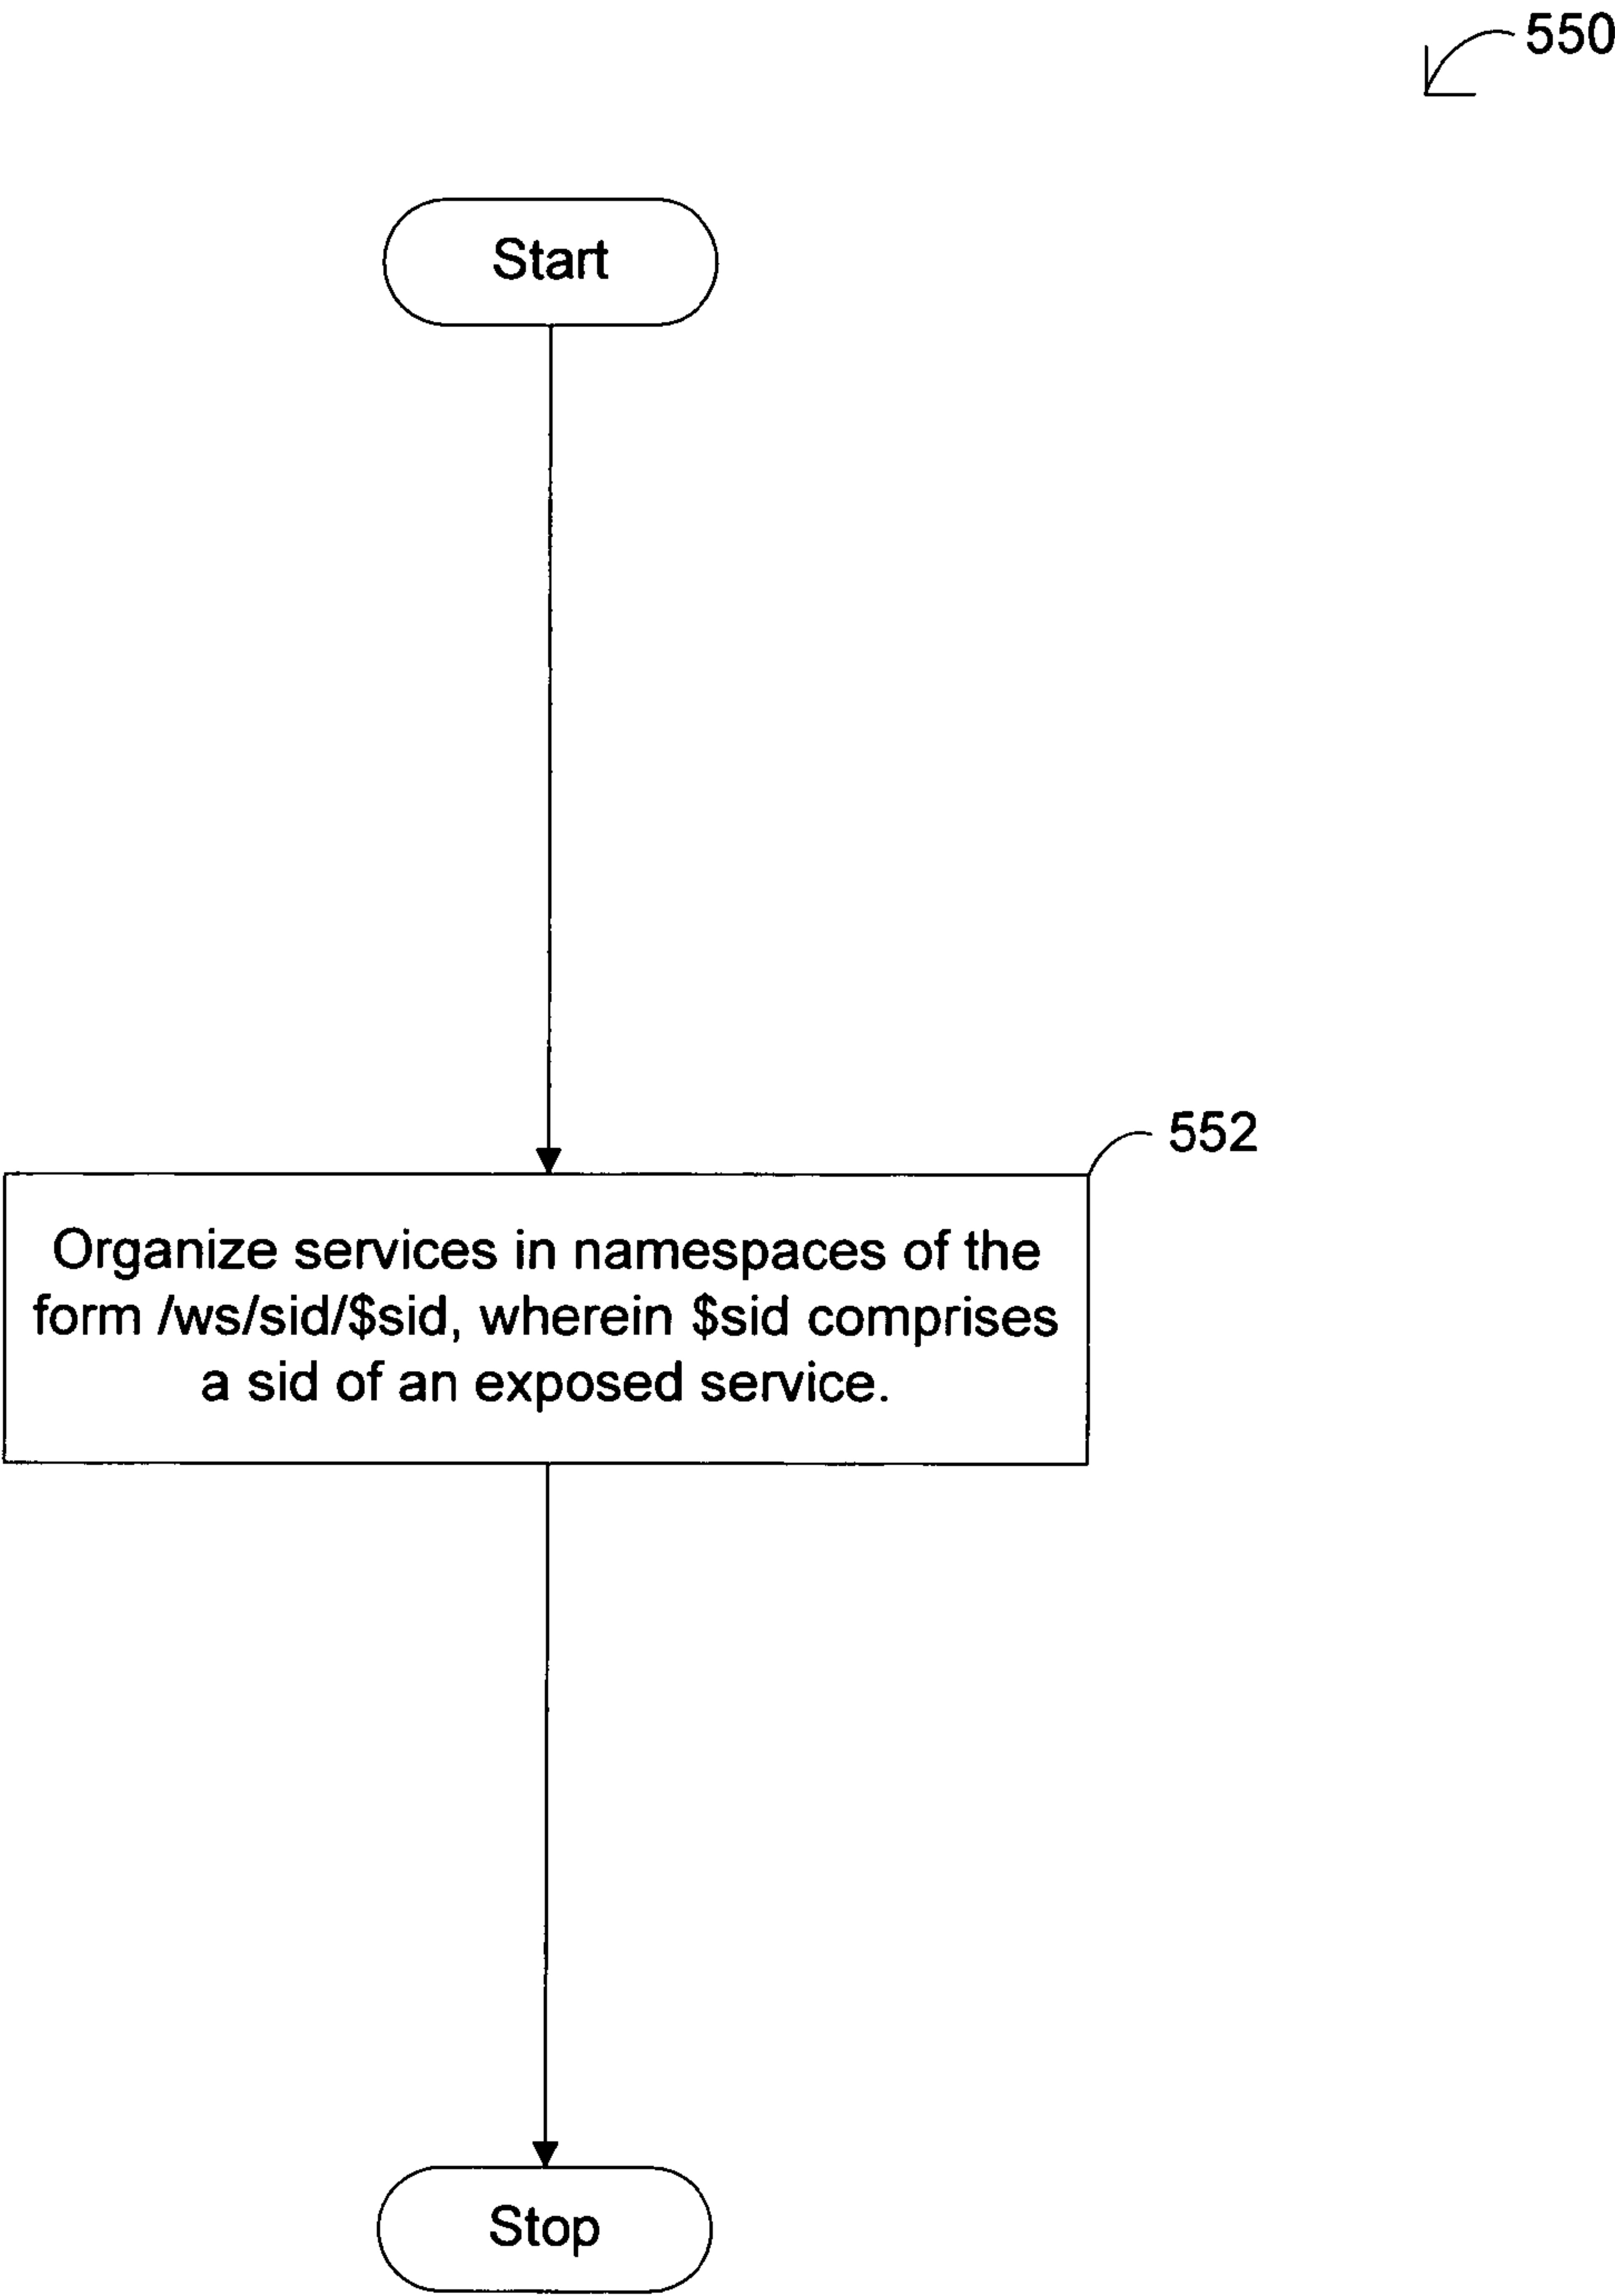 550
Start
552
Organize services in namespaces of the
form /ws/sid/$sid, wherein $sid comprises
a sid of an exposed service.
Stop